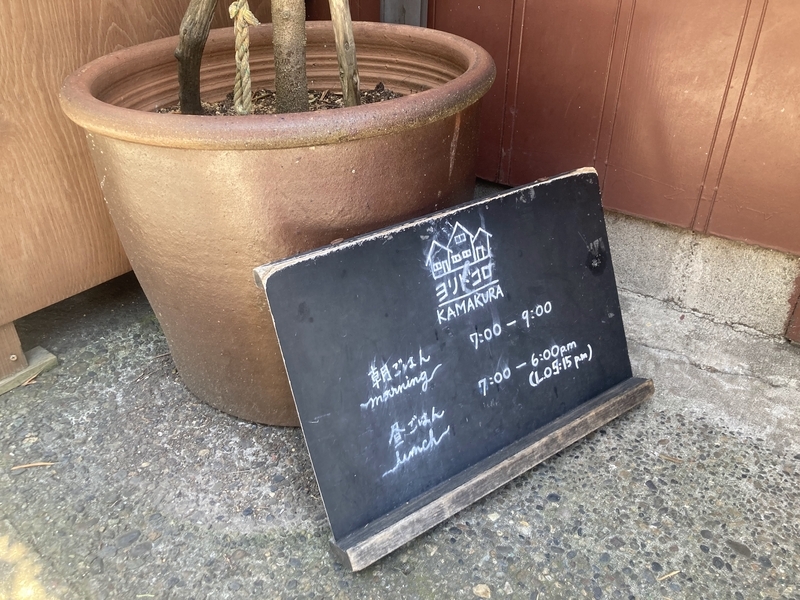 ヨリドコロ
KAMAKURA
朝ごはん 7:00 − 9:00
morning
昼ごはん 7:00 − 6:00pm
lunch (L.O 5:15pm)